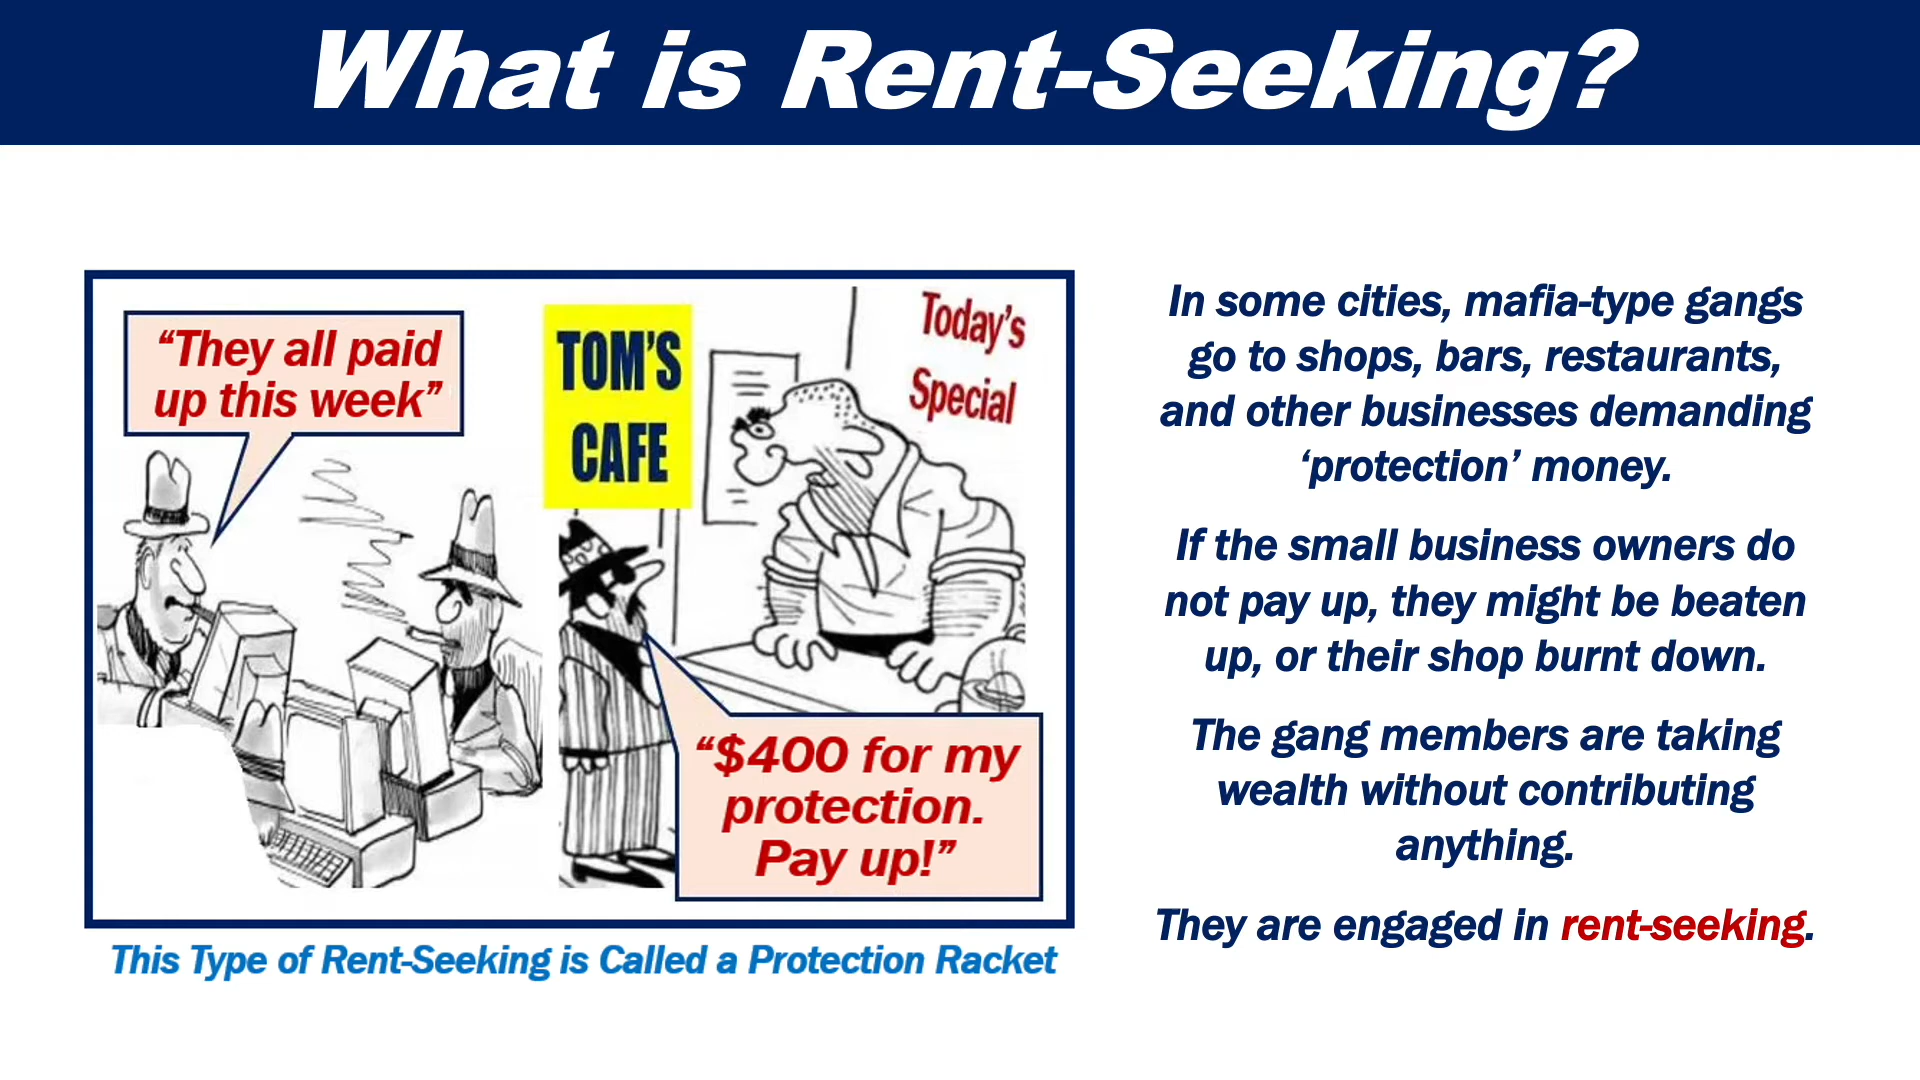 What is Rent-Seeking?
“They all paid
up this week”
TOM’S
CAFE
Today’s
Special
“$400 for my
protection.
Pay up!”
This Type of Rent-Seeking is Called a Protection Racket
In some cities, mafia-type gangs
go to shops, bars, restaurants,
and other businesses demanding
‘protection’ money.
If the small business owners do
not pay up, they might be beaten
up, or their shop burnt down.
The gang members are taking
wealth without contributing
anything.
They are engaged in rent-seeking.